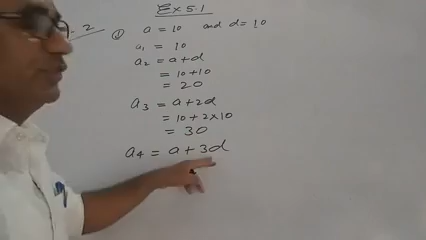 Ex 5.1
- 2
① a = 10 and d = 10
a₁ = 10
a₂ = a + d
= 10 + 10
= 20
a₃ = a + 2d
= 10 + 2 × 10
= 30
a₄ = a + 3d